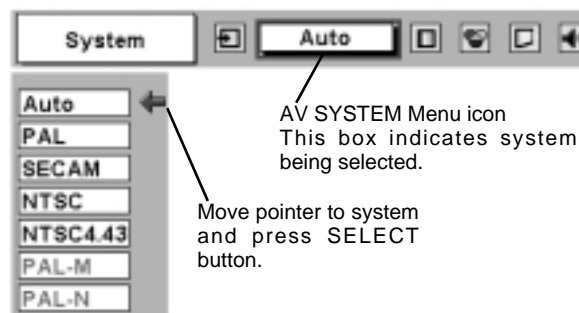 System
Auto
Auto
PAL
SECAM
NTSC
NTSC4.43
PAL-M
PAL-N
AV SYSTEM Menu icon
This box indicates system
being selected.
Move pointer to system
and press SELECT
button.